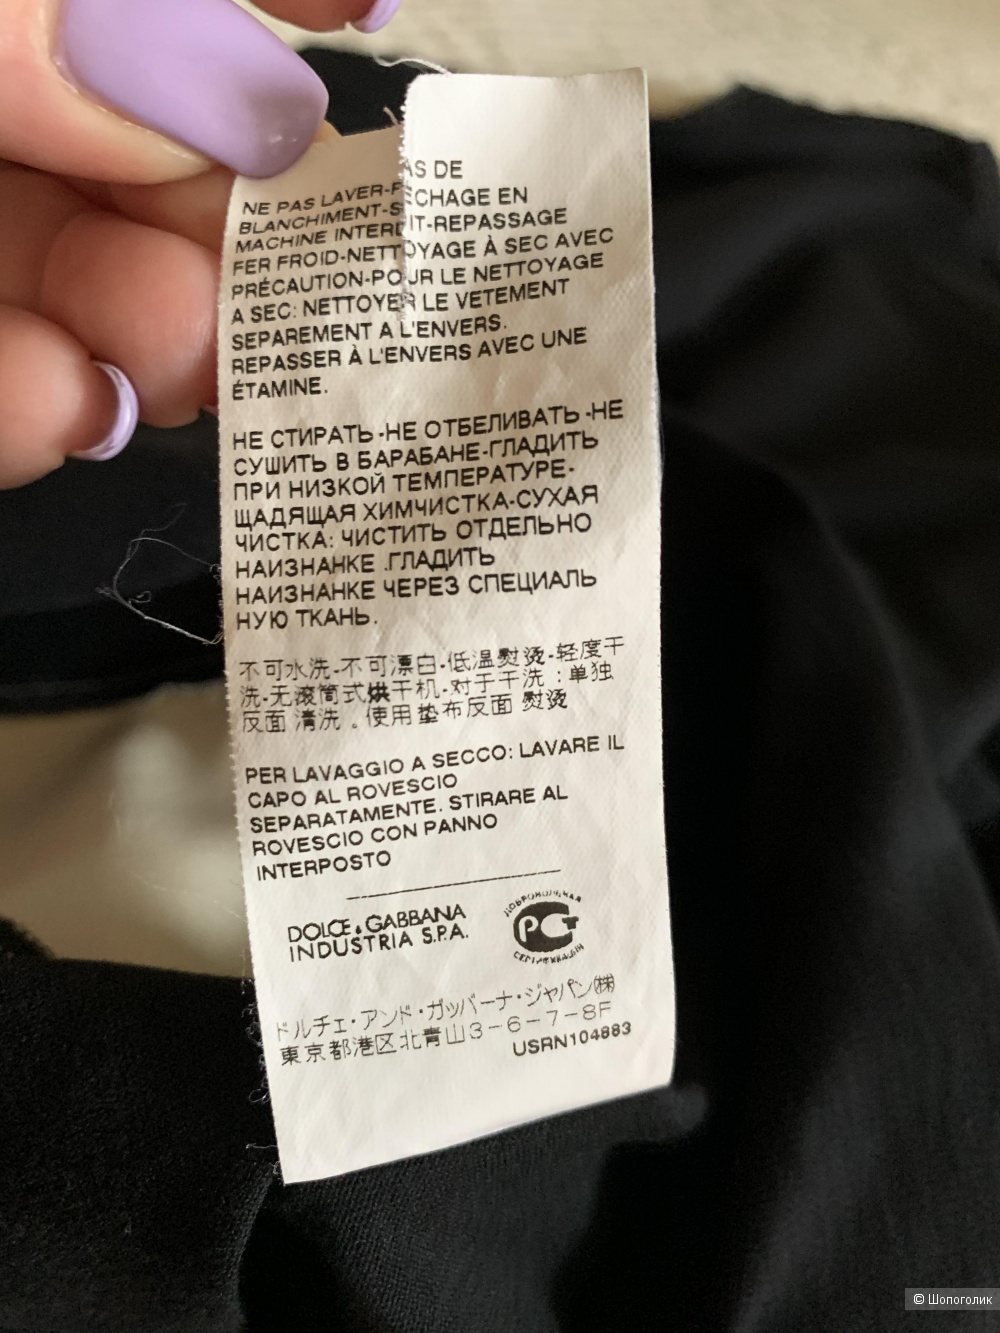 NE PAS LAVER-PAS DE
BLANCHIMENT-SÉCHAGE EN
MACHINE INTERDIT-REPASSAGE
FER FROID-NETTOYAGE À SEC AVEC
PRÉCAUTION-POUR LE NETTOYAGE
A SEC: NETTOYER LE VETEMENT
SEPAREMENT A L'ENVERS.
REPASSER À L'ENVERS AVEC UNE
ÉTAMINE.
НЕ СТИРАТЬ-НЕ ОТБЕЛИВАТЬ-НЕ
СУШИТЬ В БАРАБАНЕ-ГЛАДИТЬ
ПРИ НИЗКОЙ ТЕМПЕРАТУРЕ-
ЩАДЯЩАЯ ХИМЧИСТКА-СУХАЯ
ЧИСТКА: ЧИСТИТЬ ОТДЕЛЬНО
НАИЗНАНКЕ .ГЛАДИТЬ
НАИЗНАНКЕ ЧЕРЕЗ СПЕЦИАЛЬ
НУЮ ТКАНЬ.
不可水洗-不可漂白-低温熨烫-轻度干
洗-无滚筒式烘干机-对于干洗：单独
反面 清洗 。使用垫布反面 熨烫
PER LAVAGGIO A SECCO: LAVARE IL
CAPO AL ROVESCIO
SEPARATAMENTE. STIRARE AL
ROVESCIO CON PANNO
INTERPOSTO
DOLCE & GABBANA
INDUSTRIA S.P.A.
ДОБРОВОЛЬНАЯ
РСТ
СЕРТИФИКАЦИЯ
ドルチェ・アンド・ガッバーナ・ジャパン㈱
東京都港区北青山3-6-7-8F
USRN104883
© Шопоголик